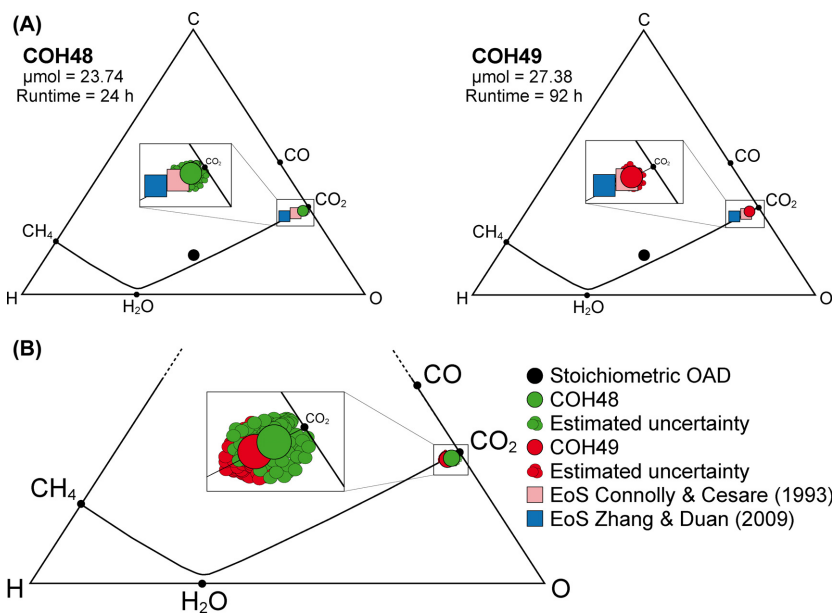 (A)
COH48
µmol = 23.74
Runtime = 24 h
C
CO₂
CO
CO₂
CH₄
H
H₂O
O
COH49
µmol = 27.38
Runtime = 92 h
C
CO₂
CO
CO₂
CH₄
H
H₂O
O
(B)
CO
CO₂
CO₂
CH₄
H
H₂O
O
Stoichiometric OAD
COH48
Estimated uncertainty
COH49
Estimated uncertainty
EoS Connolly & Cesare (1993)
EoS Zhang & Duan (2009)